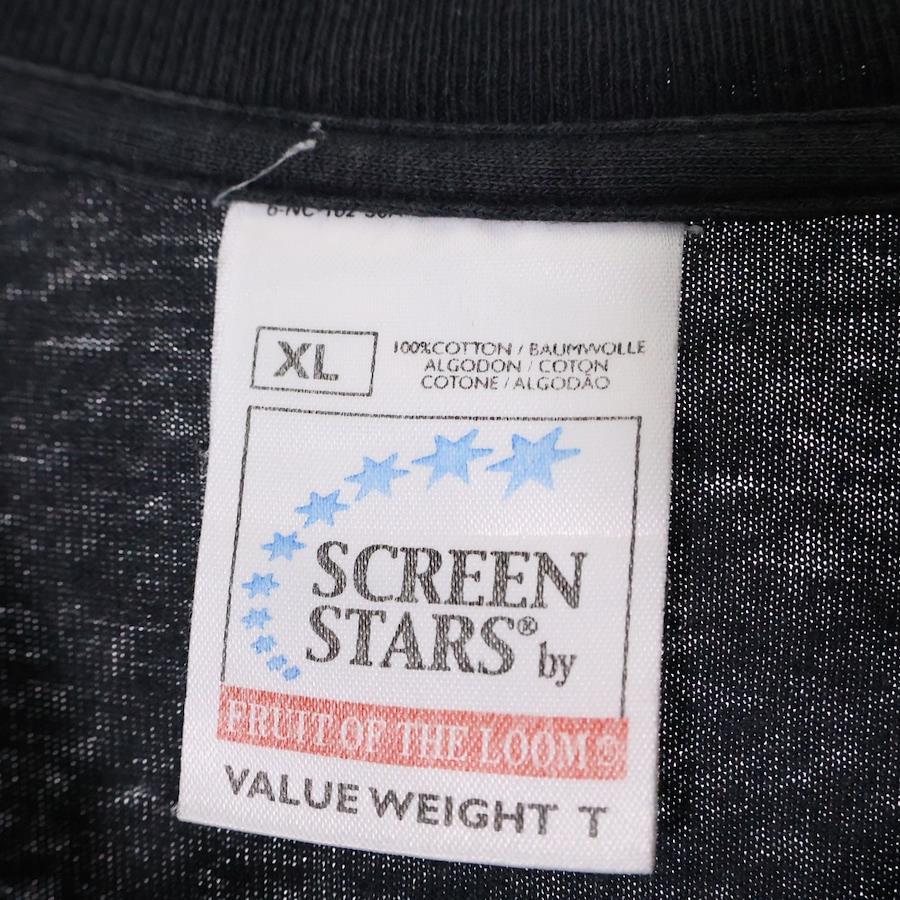 XL
100% COTTON / BAUMWOLLE
ALGODON / COTON
COTONE / ALGODÃO
SCREEN
STARS® by
FRUIT OF THE LOOM®
VALUE WEIGHT T